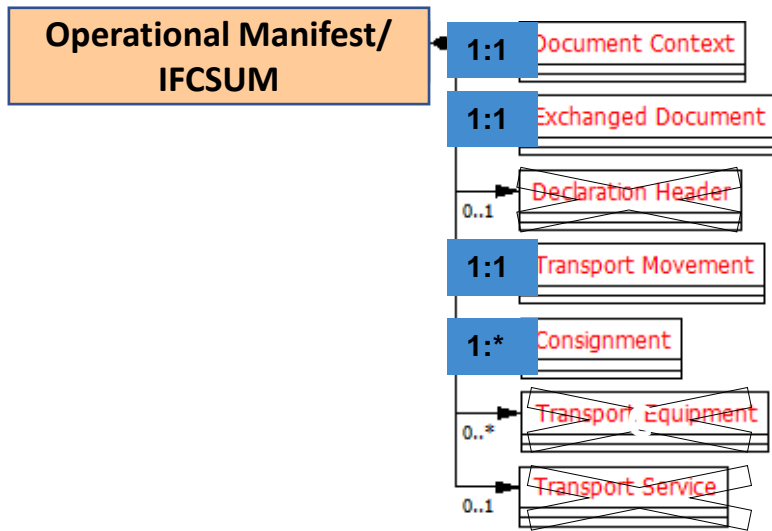 Operational Manifest/
IFCSUM
1:1 Document Context
1:1 Exchanged Document
Declaration Header
0..1
1:1 Transport Movement
1:* Consignment
Transport Equipment
0..*
Transport Service
0..1